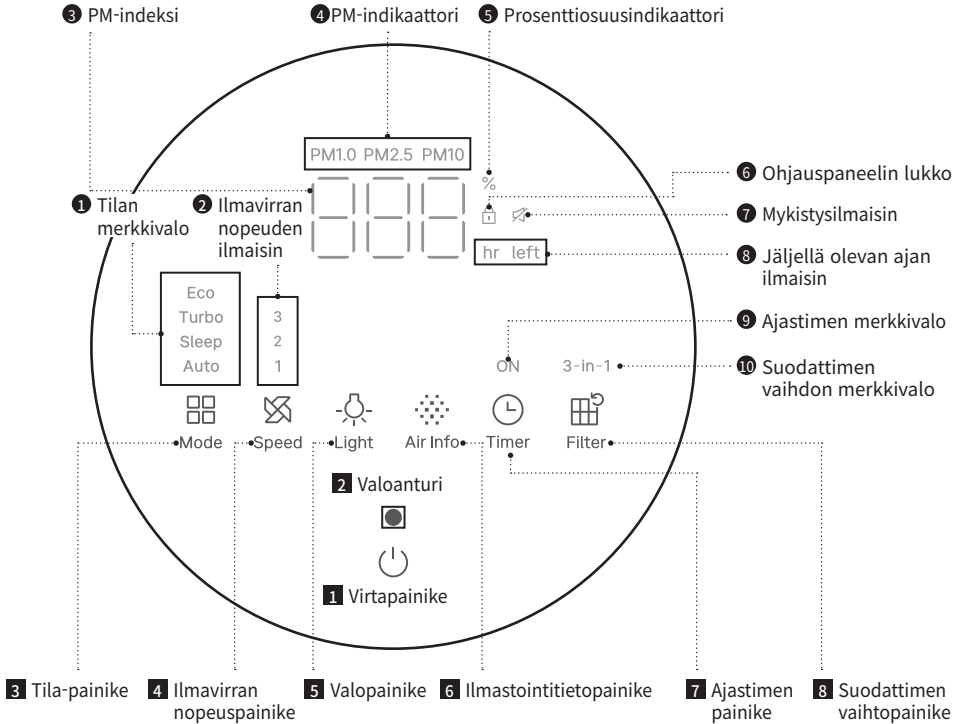 ❸ PM-indeksi
❹PM-indikaattori
❺ Prosenttiosuusindikaattori
PM1.0 PM2.5 PM10
%
❻ Ohjauspaneelin lukko
❶ Tilan
merkkivalo
❷ Ilmavirran
nopeuden
ilmaisin
❼ Mykistysilmaisin
hr left
❽ Jäljellä olevan ajan
ilmaisin
Eco
Turbo
Sleep
Auto
3
2
1
❾ Ajastimen merkkivalo
ON
3-in-1
❿ Suodattimen
vaihdon merkkivalo
Mode
Speed
Light
Air Info
Timer
Filter
2 Valoanturi
1 Virtapainike
3 Tila-painike
4 Ilmavirran
nopeuspainike
5 Valopainike
6 Ilmastointitietopainike
7 Ajastimen
painike
8 Suodattimen
vaihtopainike